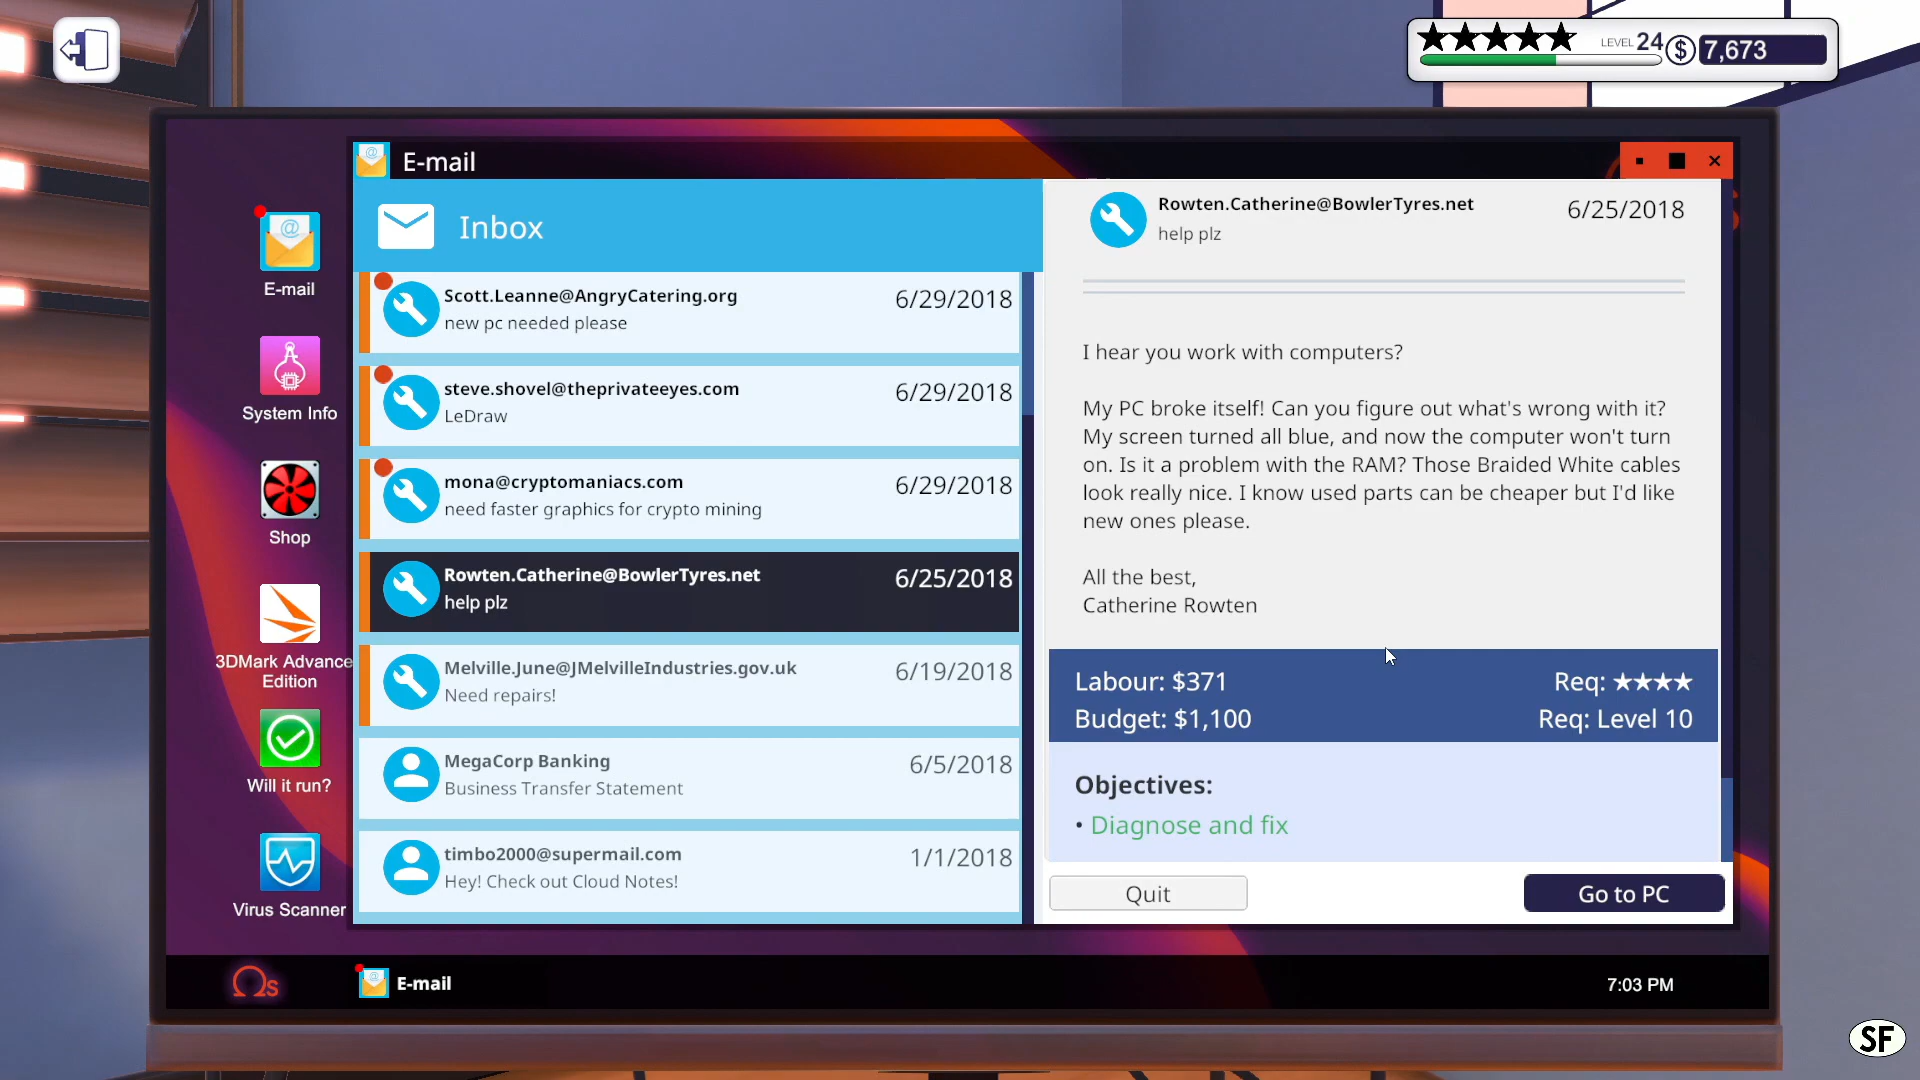 ★★★★★ LEVEL 24 $ 7,673
E-mail
Inbox
Scott.Leanne@AngryCatering.org 6/29/2018
new pc needed please
steve.shovel@theprivateeyes.com 6/29/2018
LeDraw
mona@cryptomaniacs.com 6/29/2018
need faster graphics for crypto mining
Rowten.Catherine@BowlerTyres.net 6/25/2018
help plz
Melville.June@JMelvilleIndustries.gov.uk 6/19/2018
Need repairs!
MegaCorp Banking 6/5/2018
Business Transfer Statement
timbo2000@supermail.com 1/1/2018
Hey! Check out Cloud Notes!
Rowten.Catherine@BowlerTyres.net 6/25/2018
help plz
I hear you work with computers?
My PC broke itself! Can you figure out what's wrong with it?
My screen turned all blue, and now the computer won't turn
on. Is it a problem with the RAM? Those Braided White cables
look really nice. I know used parts can be cheaper but I'd like
new ones please.
All the best,
Catherine Rowten
Labour: $371 Req: ★★★★
Budget: $1,100 Req: Level 10
Objectives:
• Diagnose and fix
Quit Go to PC
E-mail
System Info
Shop
3DMark Advance
Edition
Will it run?
Virus Scanner
Ωs E-mail 7:03 PM
SF